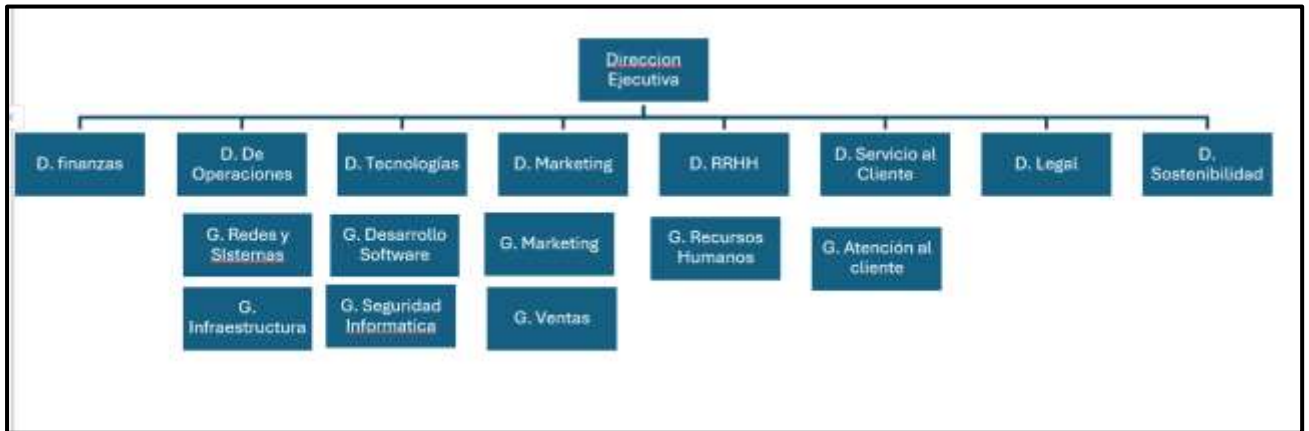 Direccion
Ejecutiva
D. finanzas
D. De
Operaciones
D. Tecnologías
D. Marketing
D. RRHH
D. Servicio al
Cliente
D. Legal
D.
Sostenibilidad
G. Redes y
Sistemas
G. Desarrollo
Software
G. Marketing
G. Recursos
Humanos
G. Atención al
cliente
G.
Infraestructura
G. Seguridad
Informatica
G. Ventas